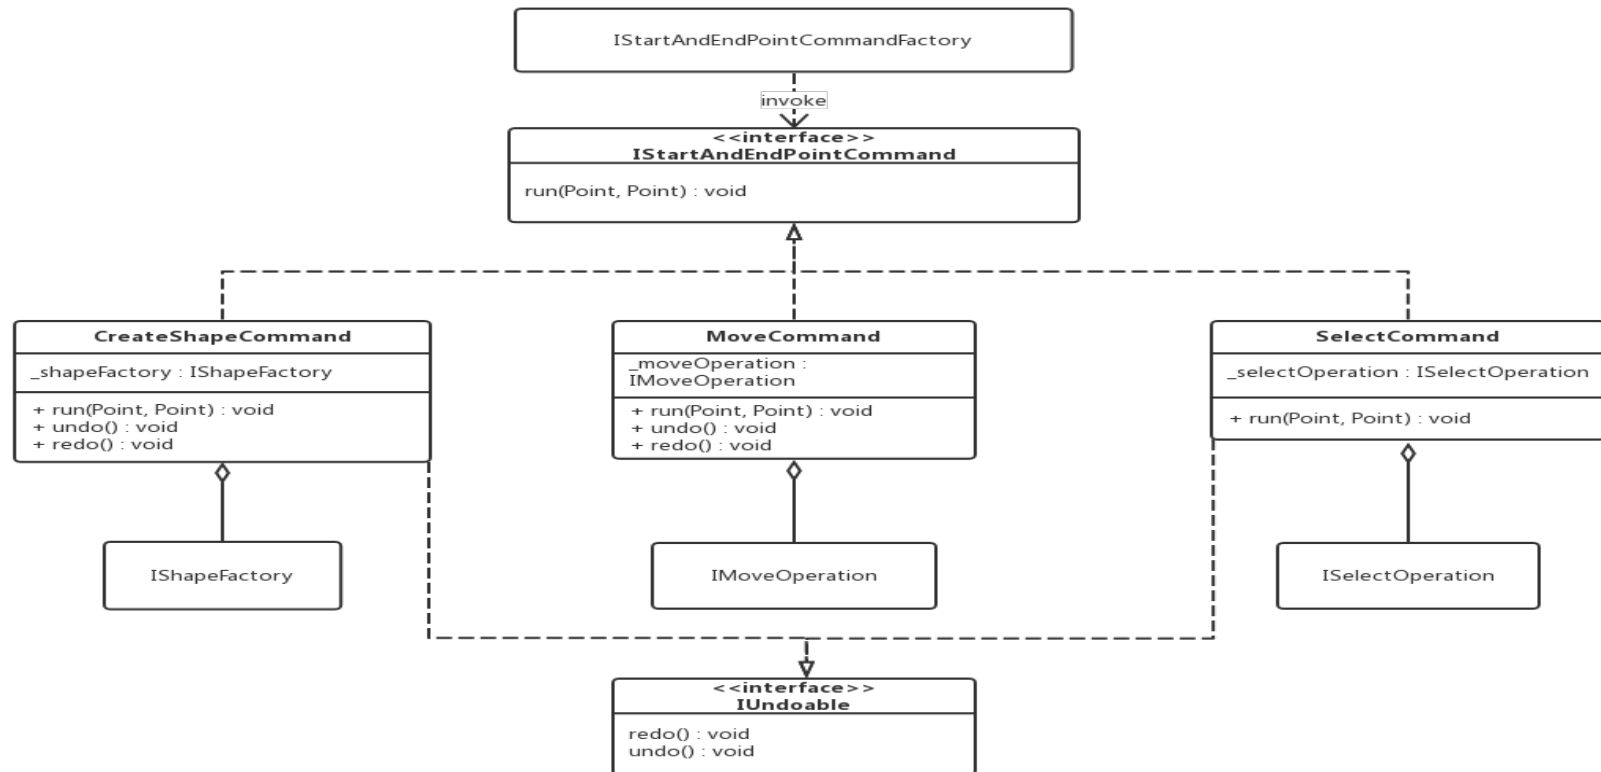 IStartAndEndPointCommandFactory
invoke
<<interface>>
IStartAndEndPointCommand
run(Point, Point) : void
CreateShapeCommand
_shapeFactory : IShapeFactory
+ run(Point, Point) : void
+ undo() : void
+ redo() : void
MoveCommand
_moveOperation :
IMoveOperation
+ run(Point, Point) : void
+ undo() : void
+ redo() : void
SelectCommand
_selectOperation : ISelectOperation
+ run(Point, Point) : void
IShapeFactory
IMoveOperation
ISelectOperation
<<interface>>
IUndoable
redo() : void
undo() : void